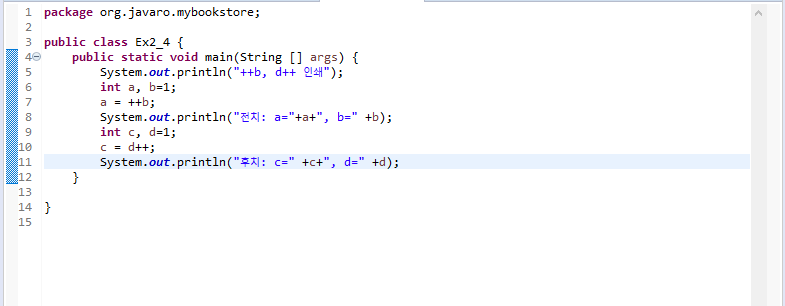 1 package org.javaro.mybookstore;
2
3 public class Ex2_4 {
4 public static void main(String [] args) {
5 System.out.println("++b, d++ 인쇄");
6 int a, b=1;
7 a = ++b;
8 System.out.println("전치: a="+a+", b=" +b);
9 int c, d=1;
10 c = d++;
11 System.out.println("후치: c=" +c+", d=" +d);
12 }
13
14 }
15